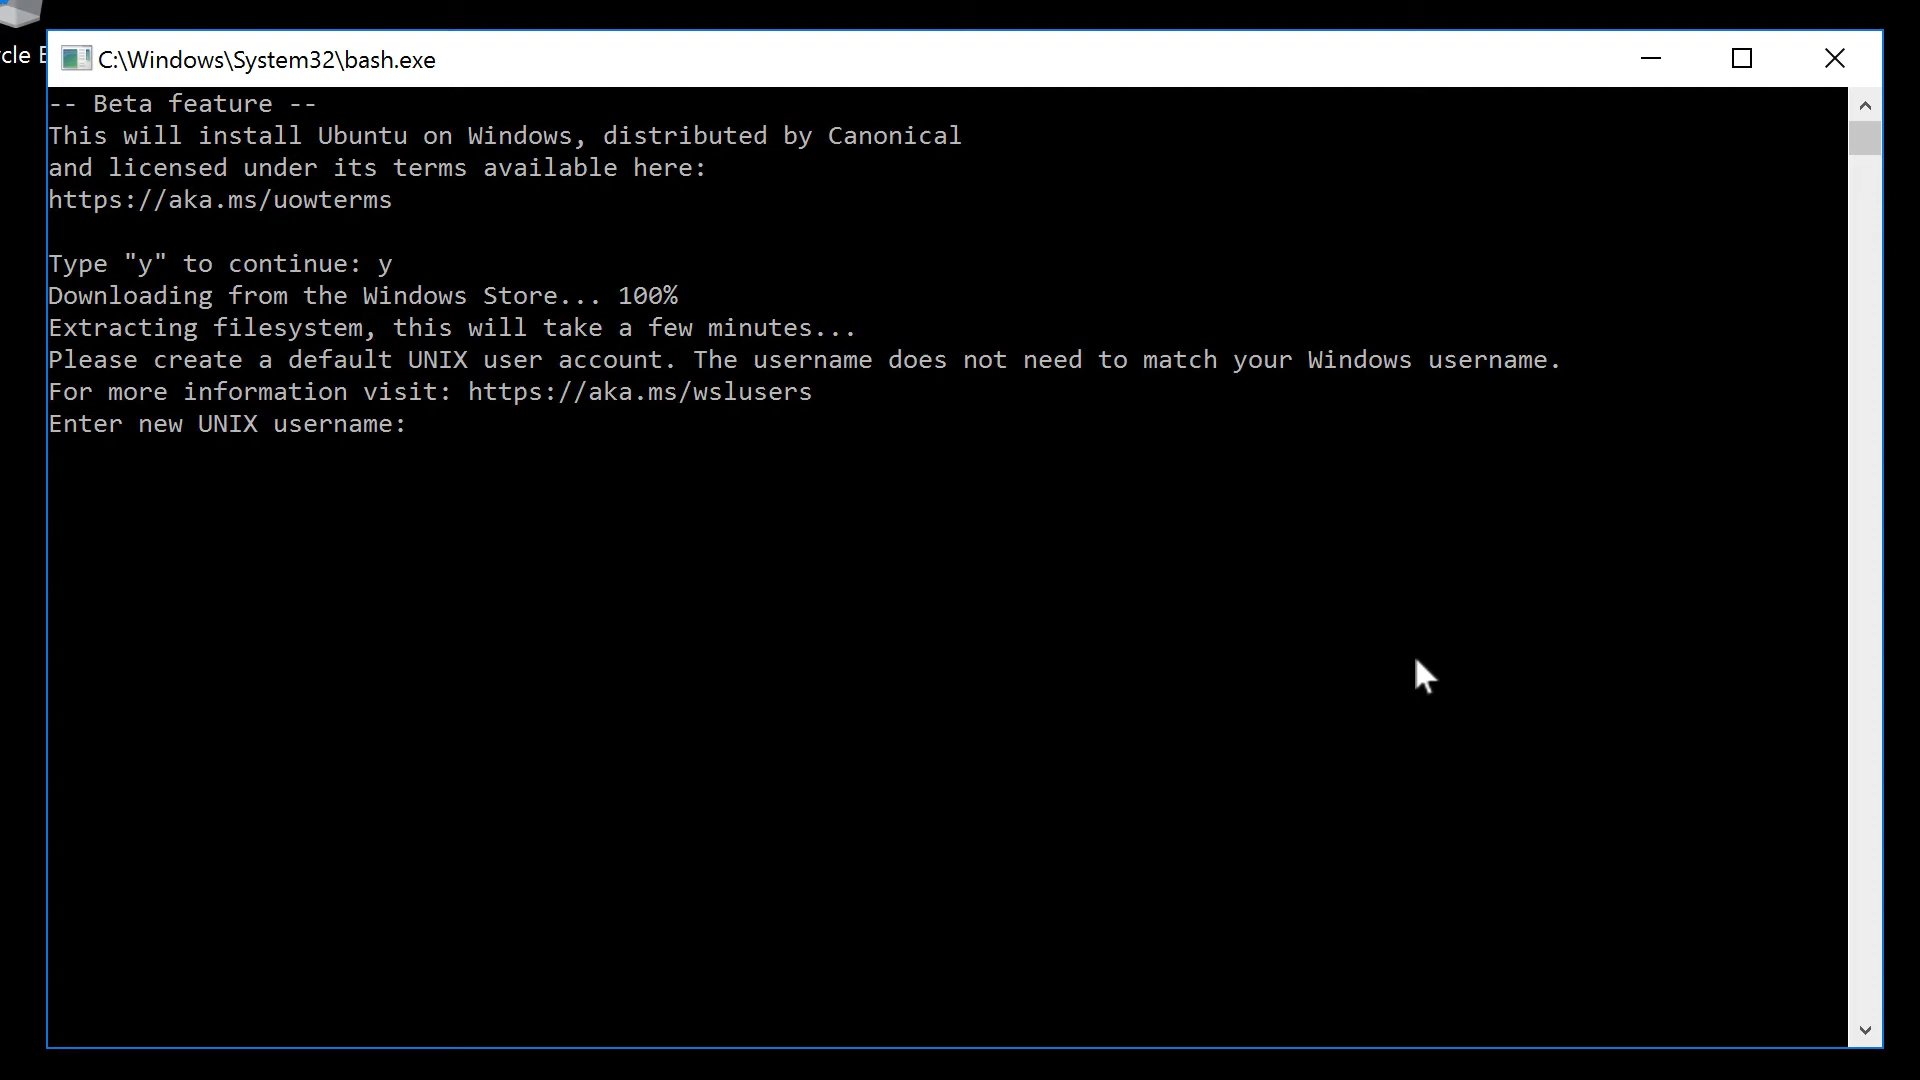 cle B
C:\Windows\System32\bash.exe
-- Beta feature --
This will install Ubuntu on Windows, distributed by Canonical
and licensed under its terms available here:
https://aka.ms/uowterms
Type "y" to continue: y
Downloading from the Windows Store... 100%
Extracting filesystem, this will take a few minutes...
Please create a default UNIX user account. The username does not need to match your Windows username.
For more information visit: https://aka.ms/wslusers
Enter new UNIX username: